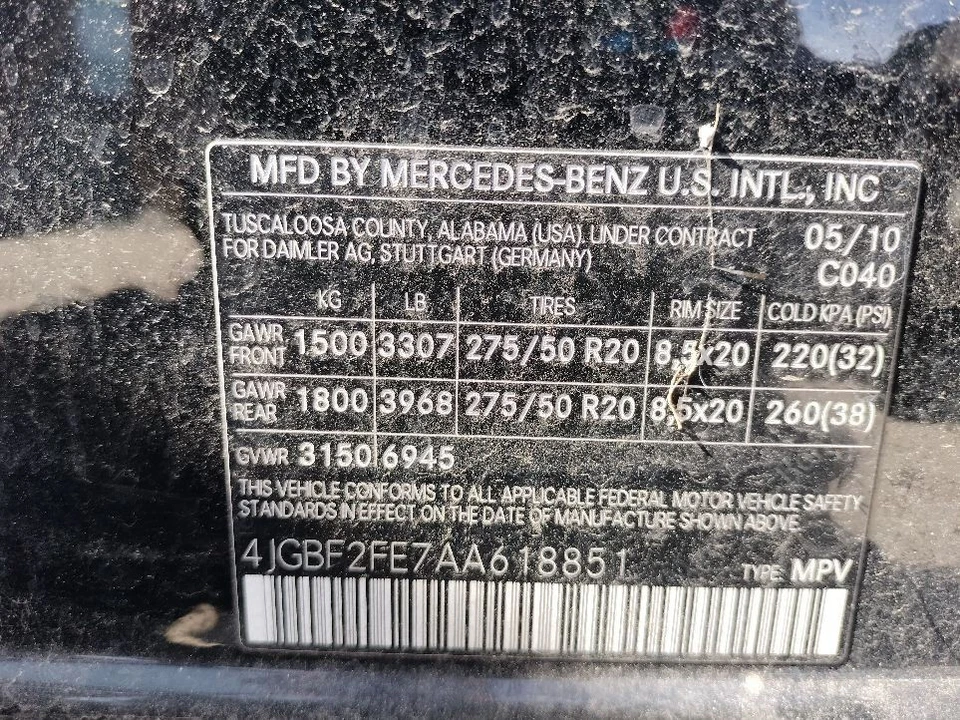 MFD BY MERCEDES-BENZ U.S. INTL., INC
TUSCALOOSA COUNTY, ALABAMA (USA). UNDER CONTRACT
FOR DAIMLER AG, STUTTGART (GERMANY)
05/10
C040
KG LB TIRES RIM SIZE COLD KPA (PSI)
GAWR FRONT 1500 3307 275/50 R20 8,5x20 220(32)
GAWR REAR 1800 3968 275/50 R20 8,5x20 260(38)
GVWR 3150 6945
THIS VEHICLE CONFORMS TO ALL APPLICABLE FEDERAL MOTOR VEHICLE SAFETY
STANDARDS IN EFFECT ON THE DATE OF MANUFACTURE SHOWN ABOVE
4JGBF2FE7AA618851 TYPE: MPV